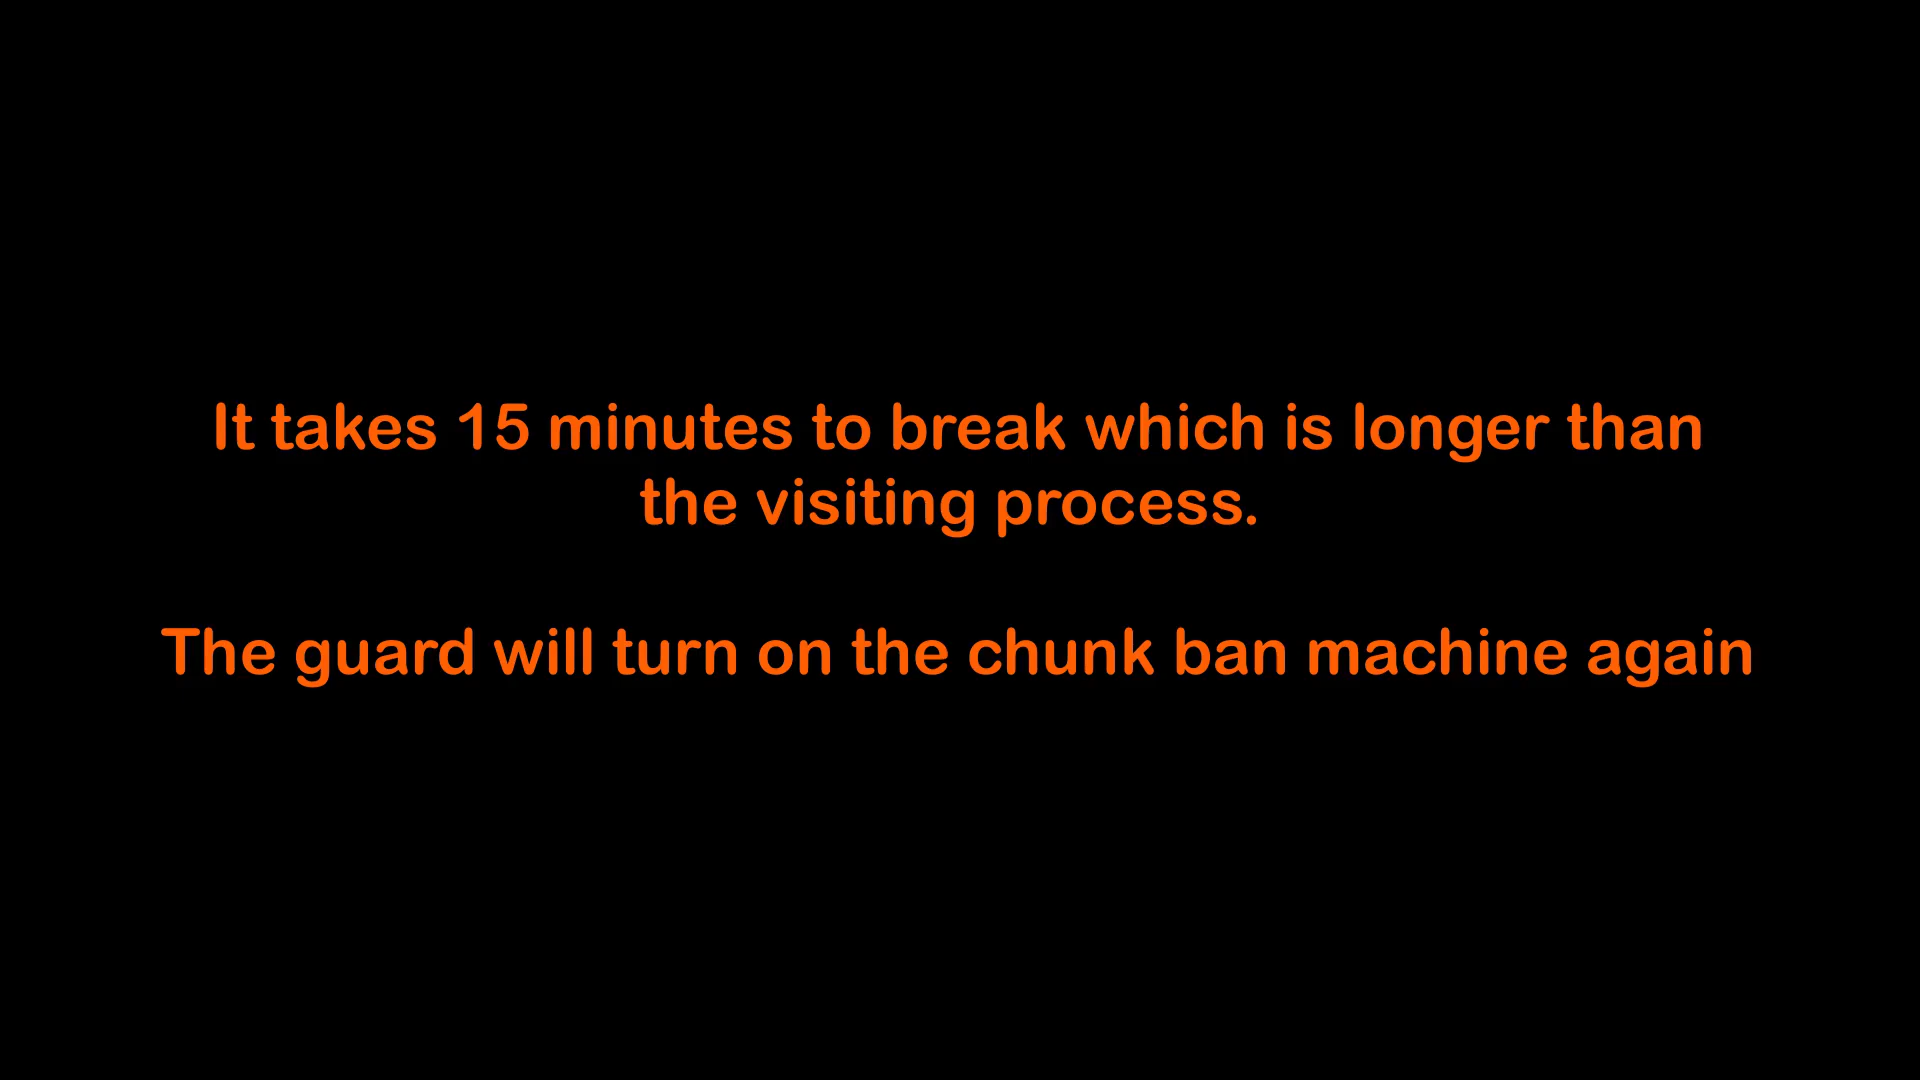 It takes 15 minutes to break which is longer than
the visiting process.
The guard will turn on the chunk ban machine again